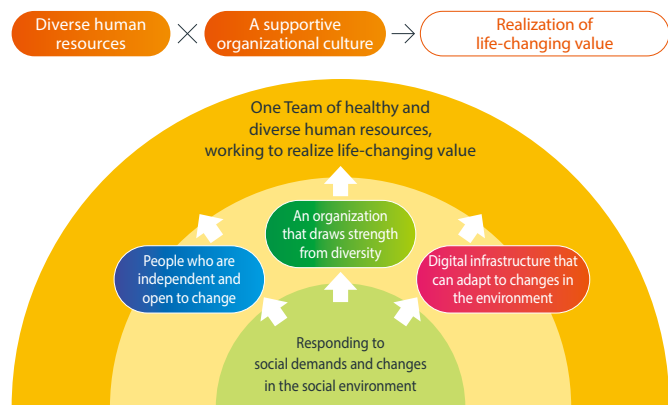 Diverse human
resources
×
A supportive
organizational culture
→
Realization of
life-changing value
One Team of healthy and
diverse human resources,
working to realize life-changing value
An organization
that draws strength
from diversity
People who are
independent and
open to change
Digital infrastructure that
can adapt to changes in
the environment
Responding to
social demands and changes
in the social environment